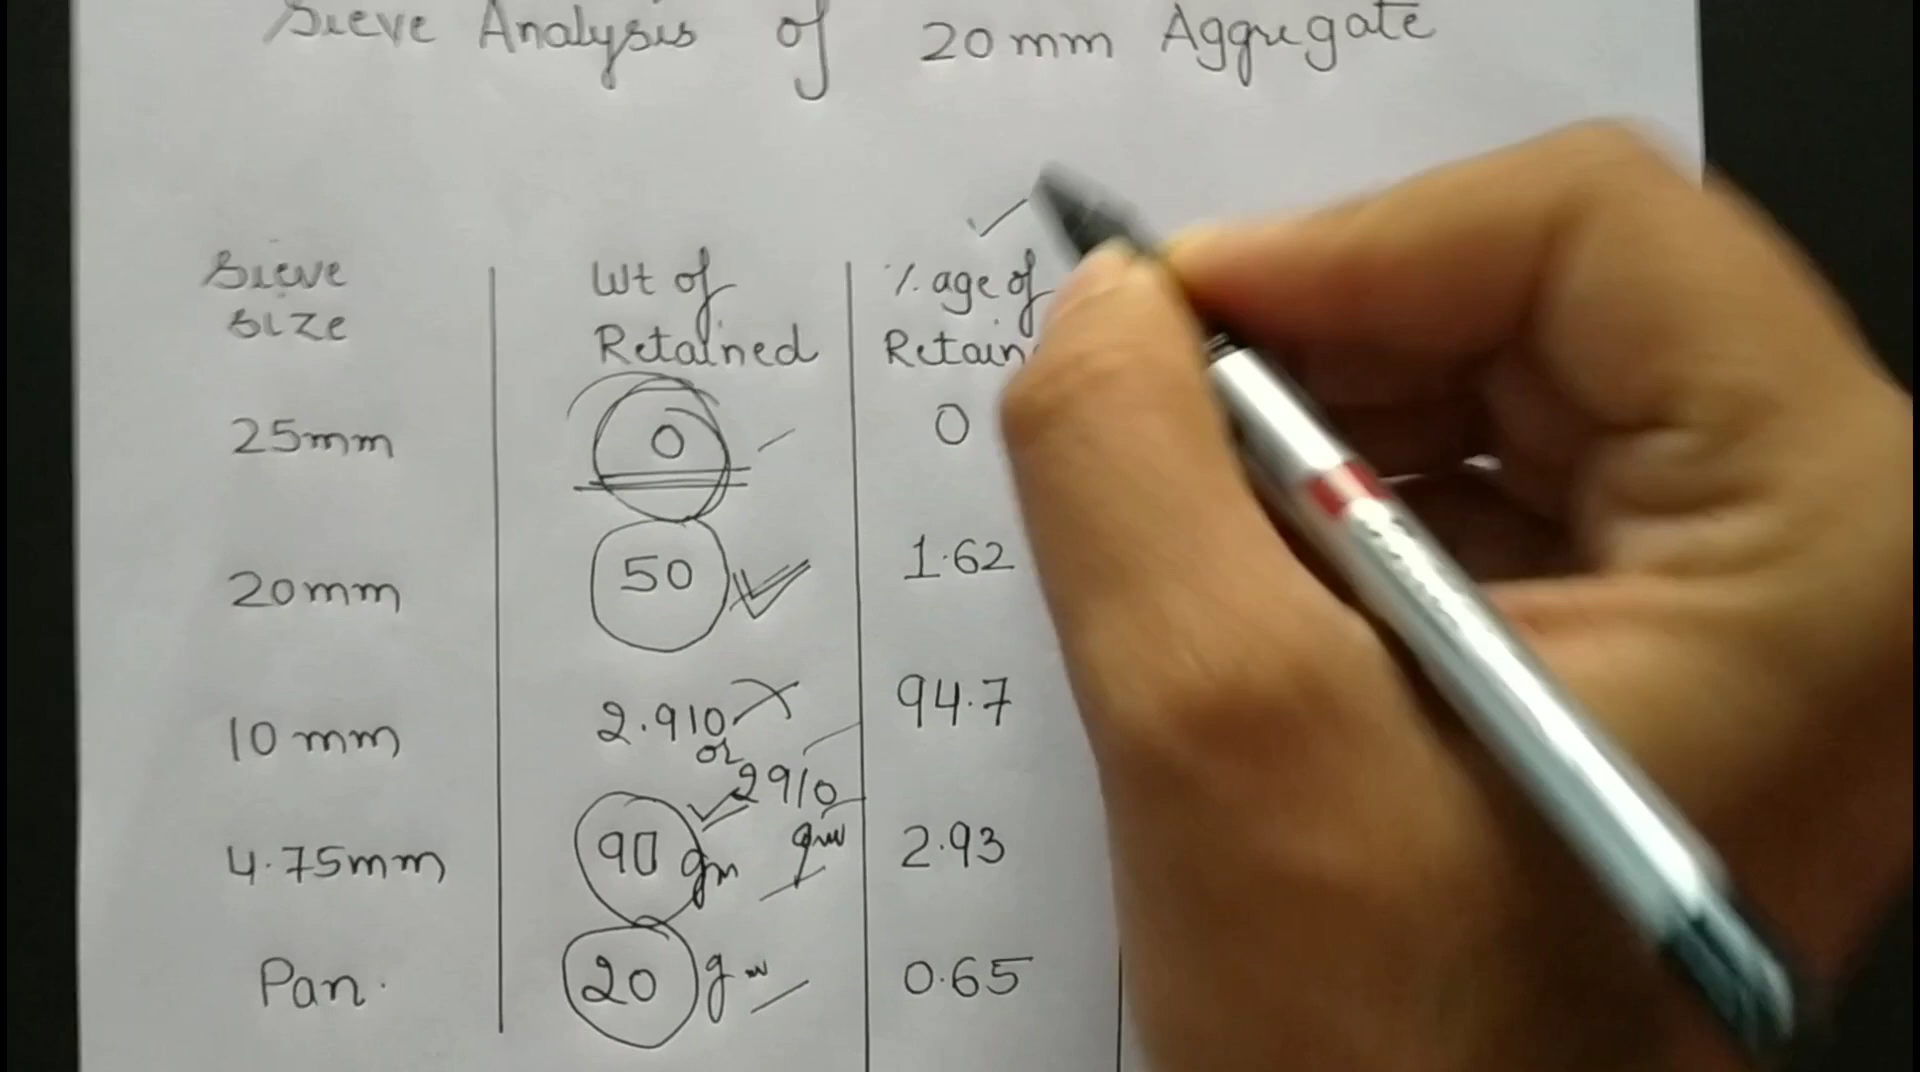 Sieve Analysis of 20mm Aggregate
Sieve Size
Wt of Retained
%age of
25mm 0 0
20mm 50 1.62
10mm 2.910 94.7
or
2910
gm
4.75mm 90 gm 2.93
Pan. 20 gm 0.65